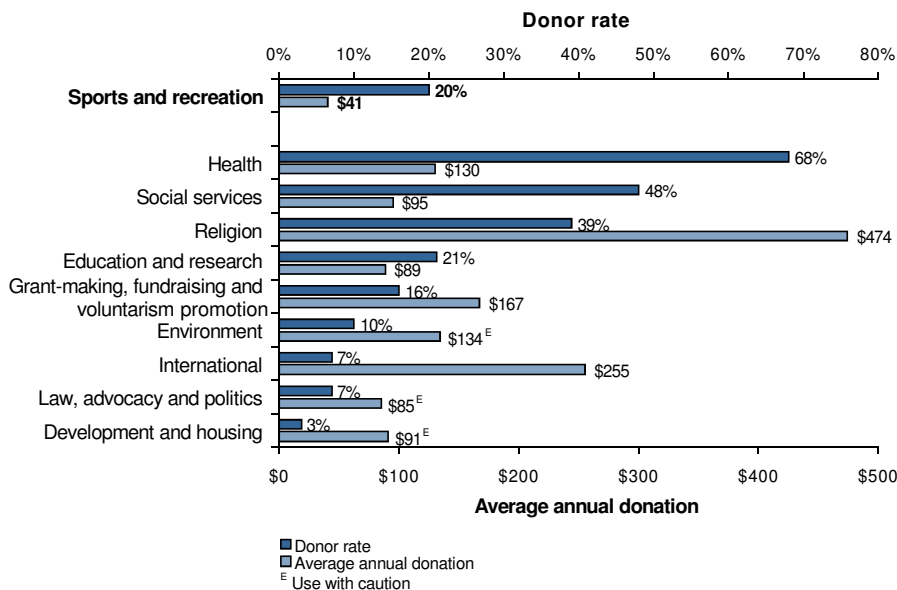 Donor rate
0% 10% 20% 30% 40% 50% 60% 70% 80%
Sports and recreation 20%
$41
Health 68%
$130
Social services 48%
$95
Religion 39%
$474
Education and research 21%
$89
Grant-making, fundraising and 16%
voluntarism promotion $167
Environment 10%
$134 E
International 7%
$255
Law, advocacy and politics 7%
$85 E
Development and housing 3%
$91 E
$0 $100 $200 $300 $400 $500
Average annual donation
Donor rate
Average annual donation
E Use with caution